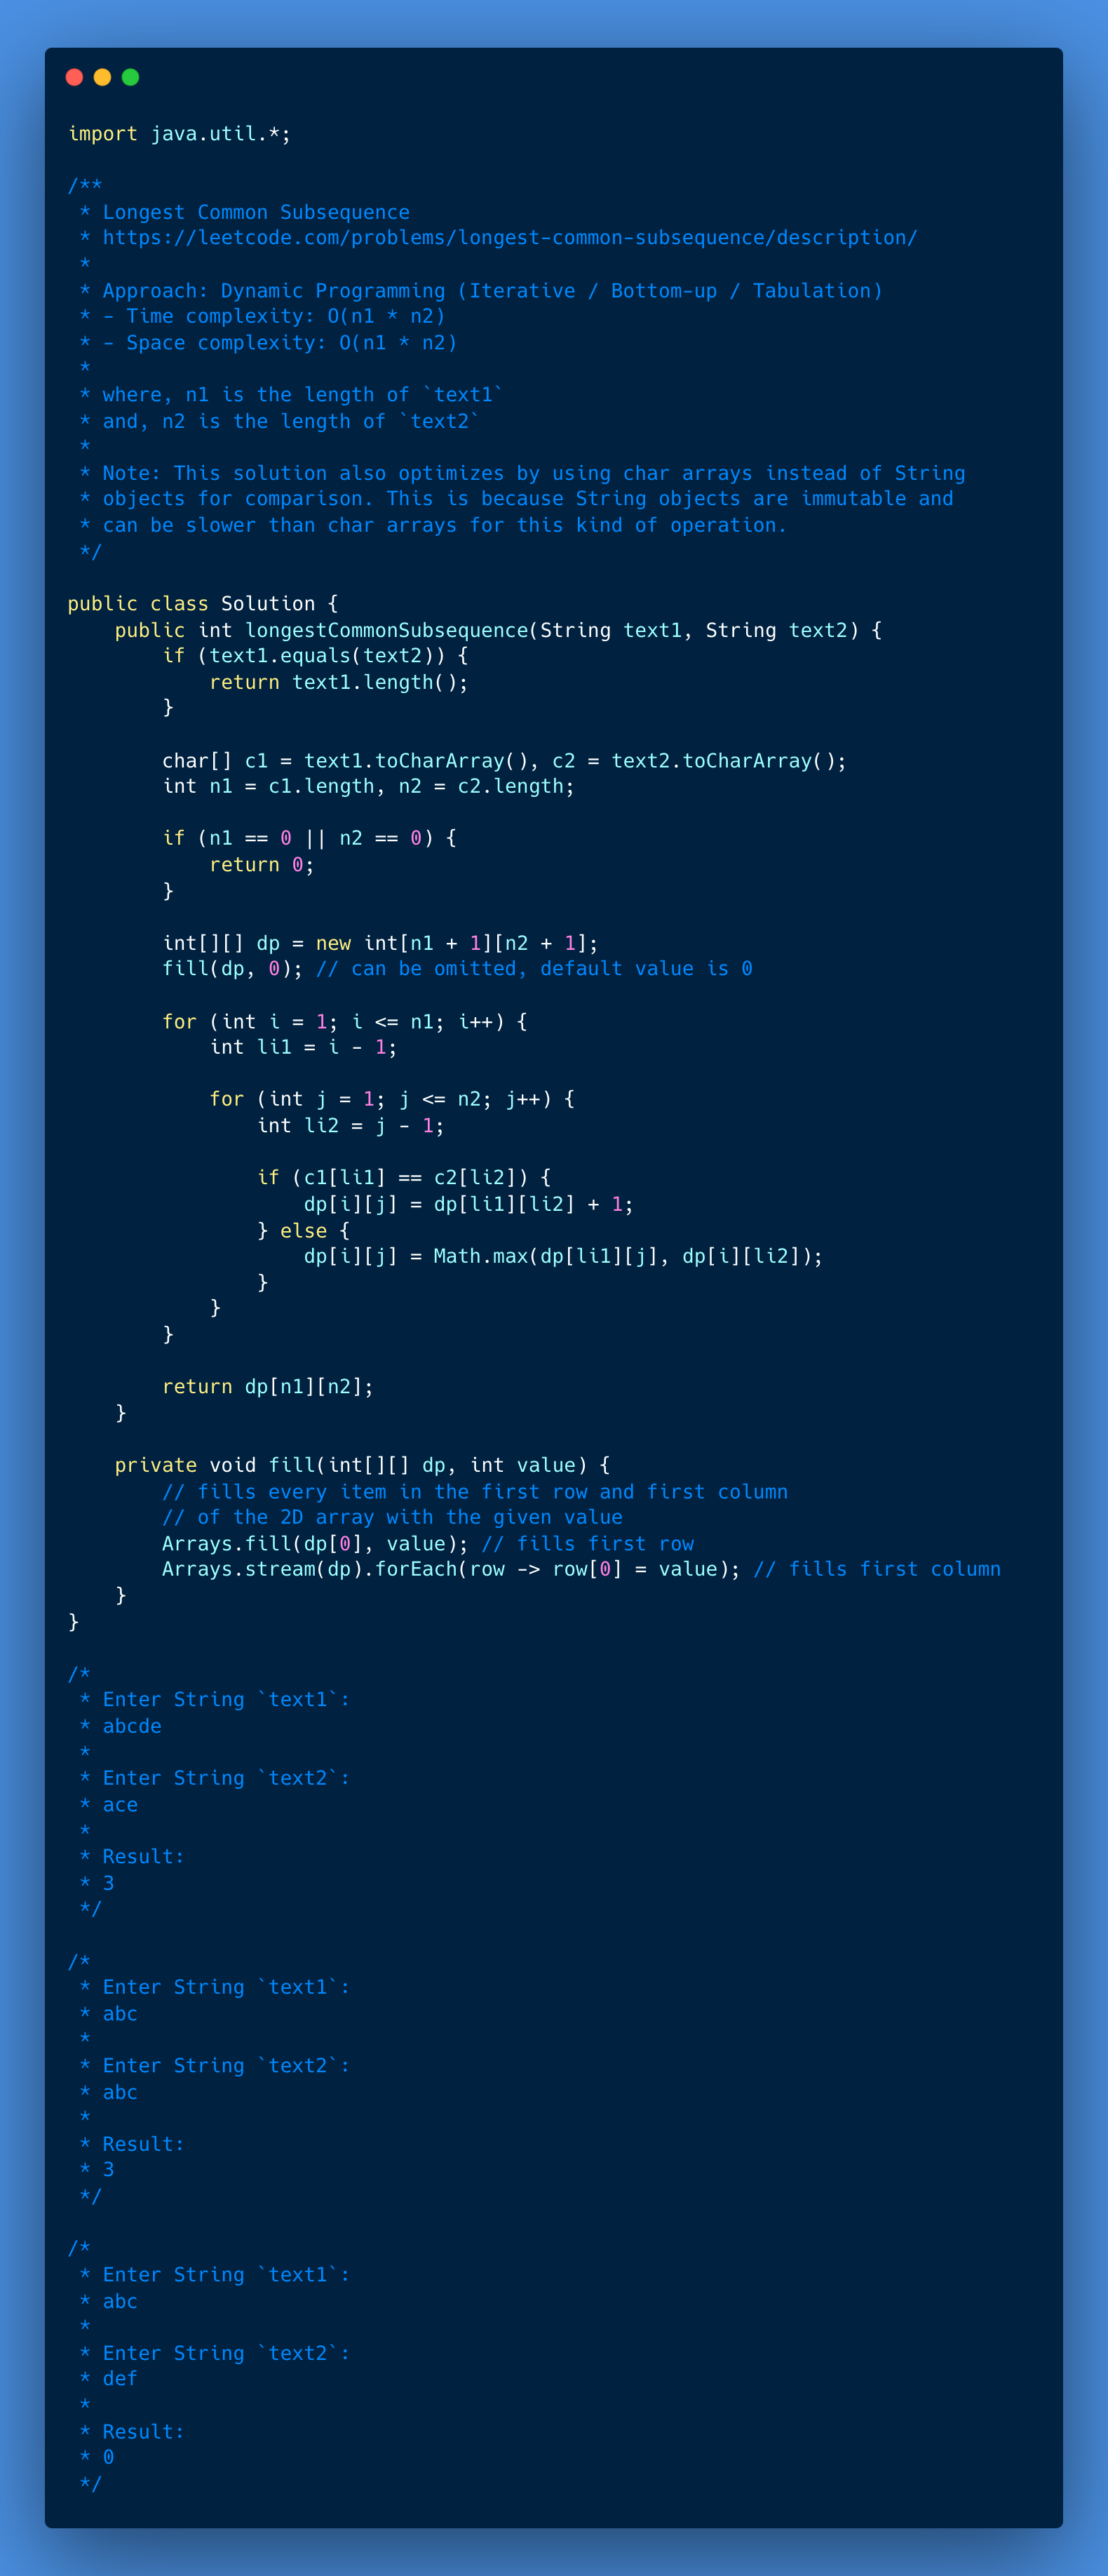 import java.util.*;

/**
 * Longest Common Subsequence
 * https://leetcode.com/problems/longest-common-subsequence/description/
 *
 * Approach: Dynamic Programming (Iterative / Bottom-up / Tabulation)
 * - Time complexity: O(n1 * n2)
 * - Space complexity: O(n1 * n2)
 *
 * where, n1 is the length of `text1`
 * and, n2 is the length of `text2`
 *
 * Note: This solution also optimizes by using char arrays instead of String
 * objects for comparison. This is because String objects are immutable and
 * can be slower than char arrays for this kind of operation.
 */

public class Solution {
    public int longestCommonSubsequence(String text1, String text2) {
        if (text1.equals(text2)) {
            return text1.length();
        }

        char[] c1 = text1.toCharArray(), c2 = text2.toCharArray();
        int n1 = c1.length, n2 = c2.length;

        if (n1 == 0 || n2 == 0) {
            return 0;
        }

        int[][] dp = new int[n1 + 1][n2 + 1];
        fill(dp, 0); // can be omitted, default value is 0

        for (int i = 1; i <= n1; i++) {
            int li1 = i - 1;

            for (int j = 1; j <= n2; j++) {
                int li2 = j - 1;

                if (c1[li1] == c2[li2]) {
                    dp[i][j] = dp[li1][li2] + 1;
                } else {
                    dp[i][j] = Math.max(dp[li1][j], dp[i][li2]);
                }
            }
        }

        return dp[n1][n2];
    }

    private void fill(int[][] dp, int value) {
        // fills every item in the first row and first column
        // of the 2D array with the given value
        Arrays.fill(dp[0], value); // fills first row
        Arrays.stream(dp).forEach(row -> row[0] = value); // fills first column
    }
}

/*
 * Enter String `text1`:
 * abcde
 *
 * Enter String `text2`:
 * ace
 *
 * Result:
 * 3
 */

/*
 * Enter String `text1`:
 * abc
 *
 * Enter String `text2`:
 * abc
 *
 * Result:
 * 3
 */

/*
 * Enter String `text1`:
 * abc
 *
 * Enter String `text2`:
 * def
 *
 * Result:
 * 0
 */